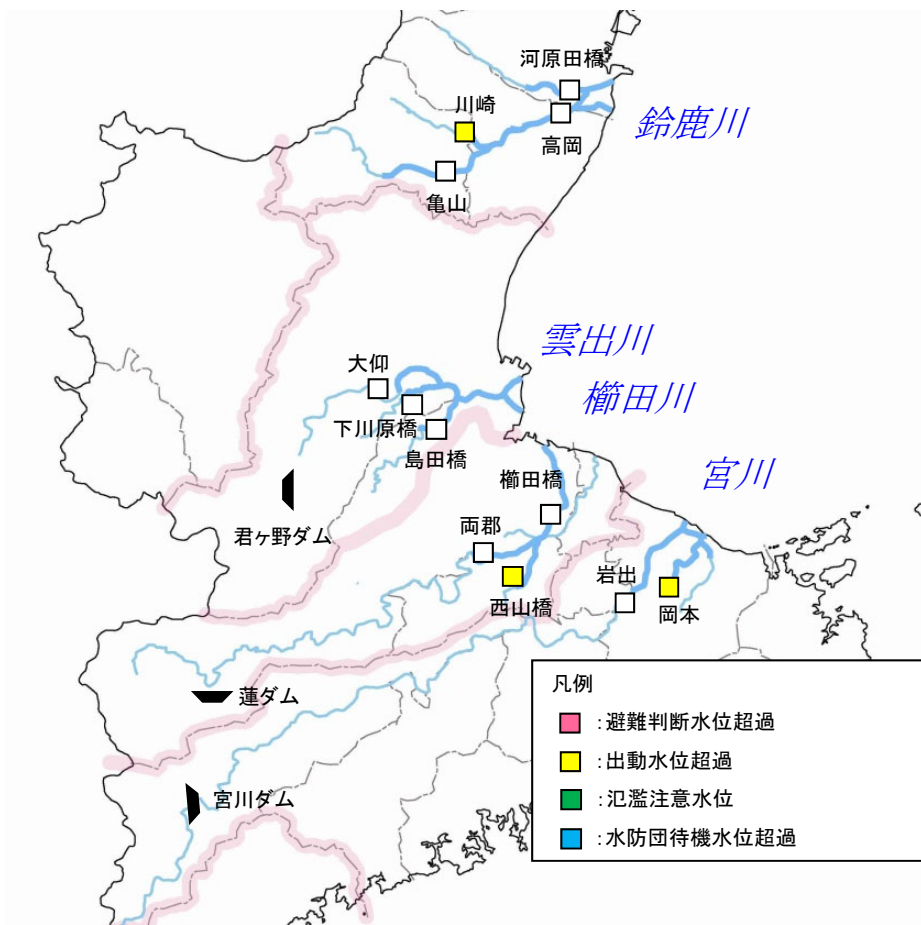 河原田橋
川崎
鈴鹿川
高岡
亀山
雲出川
大仰
櫛田川
下川原橋
島田橋
宮川
櫛田橋
君ヶ野ダム
両郡
岩出
西山橋
岡本
蓮ダム
宮川ダム
凡例
:避難判断水位超過
:出動水位超過
:氾濫注意水位
:水防団待機水位超過